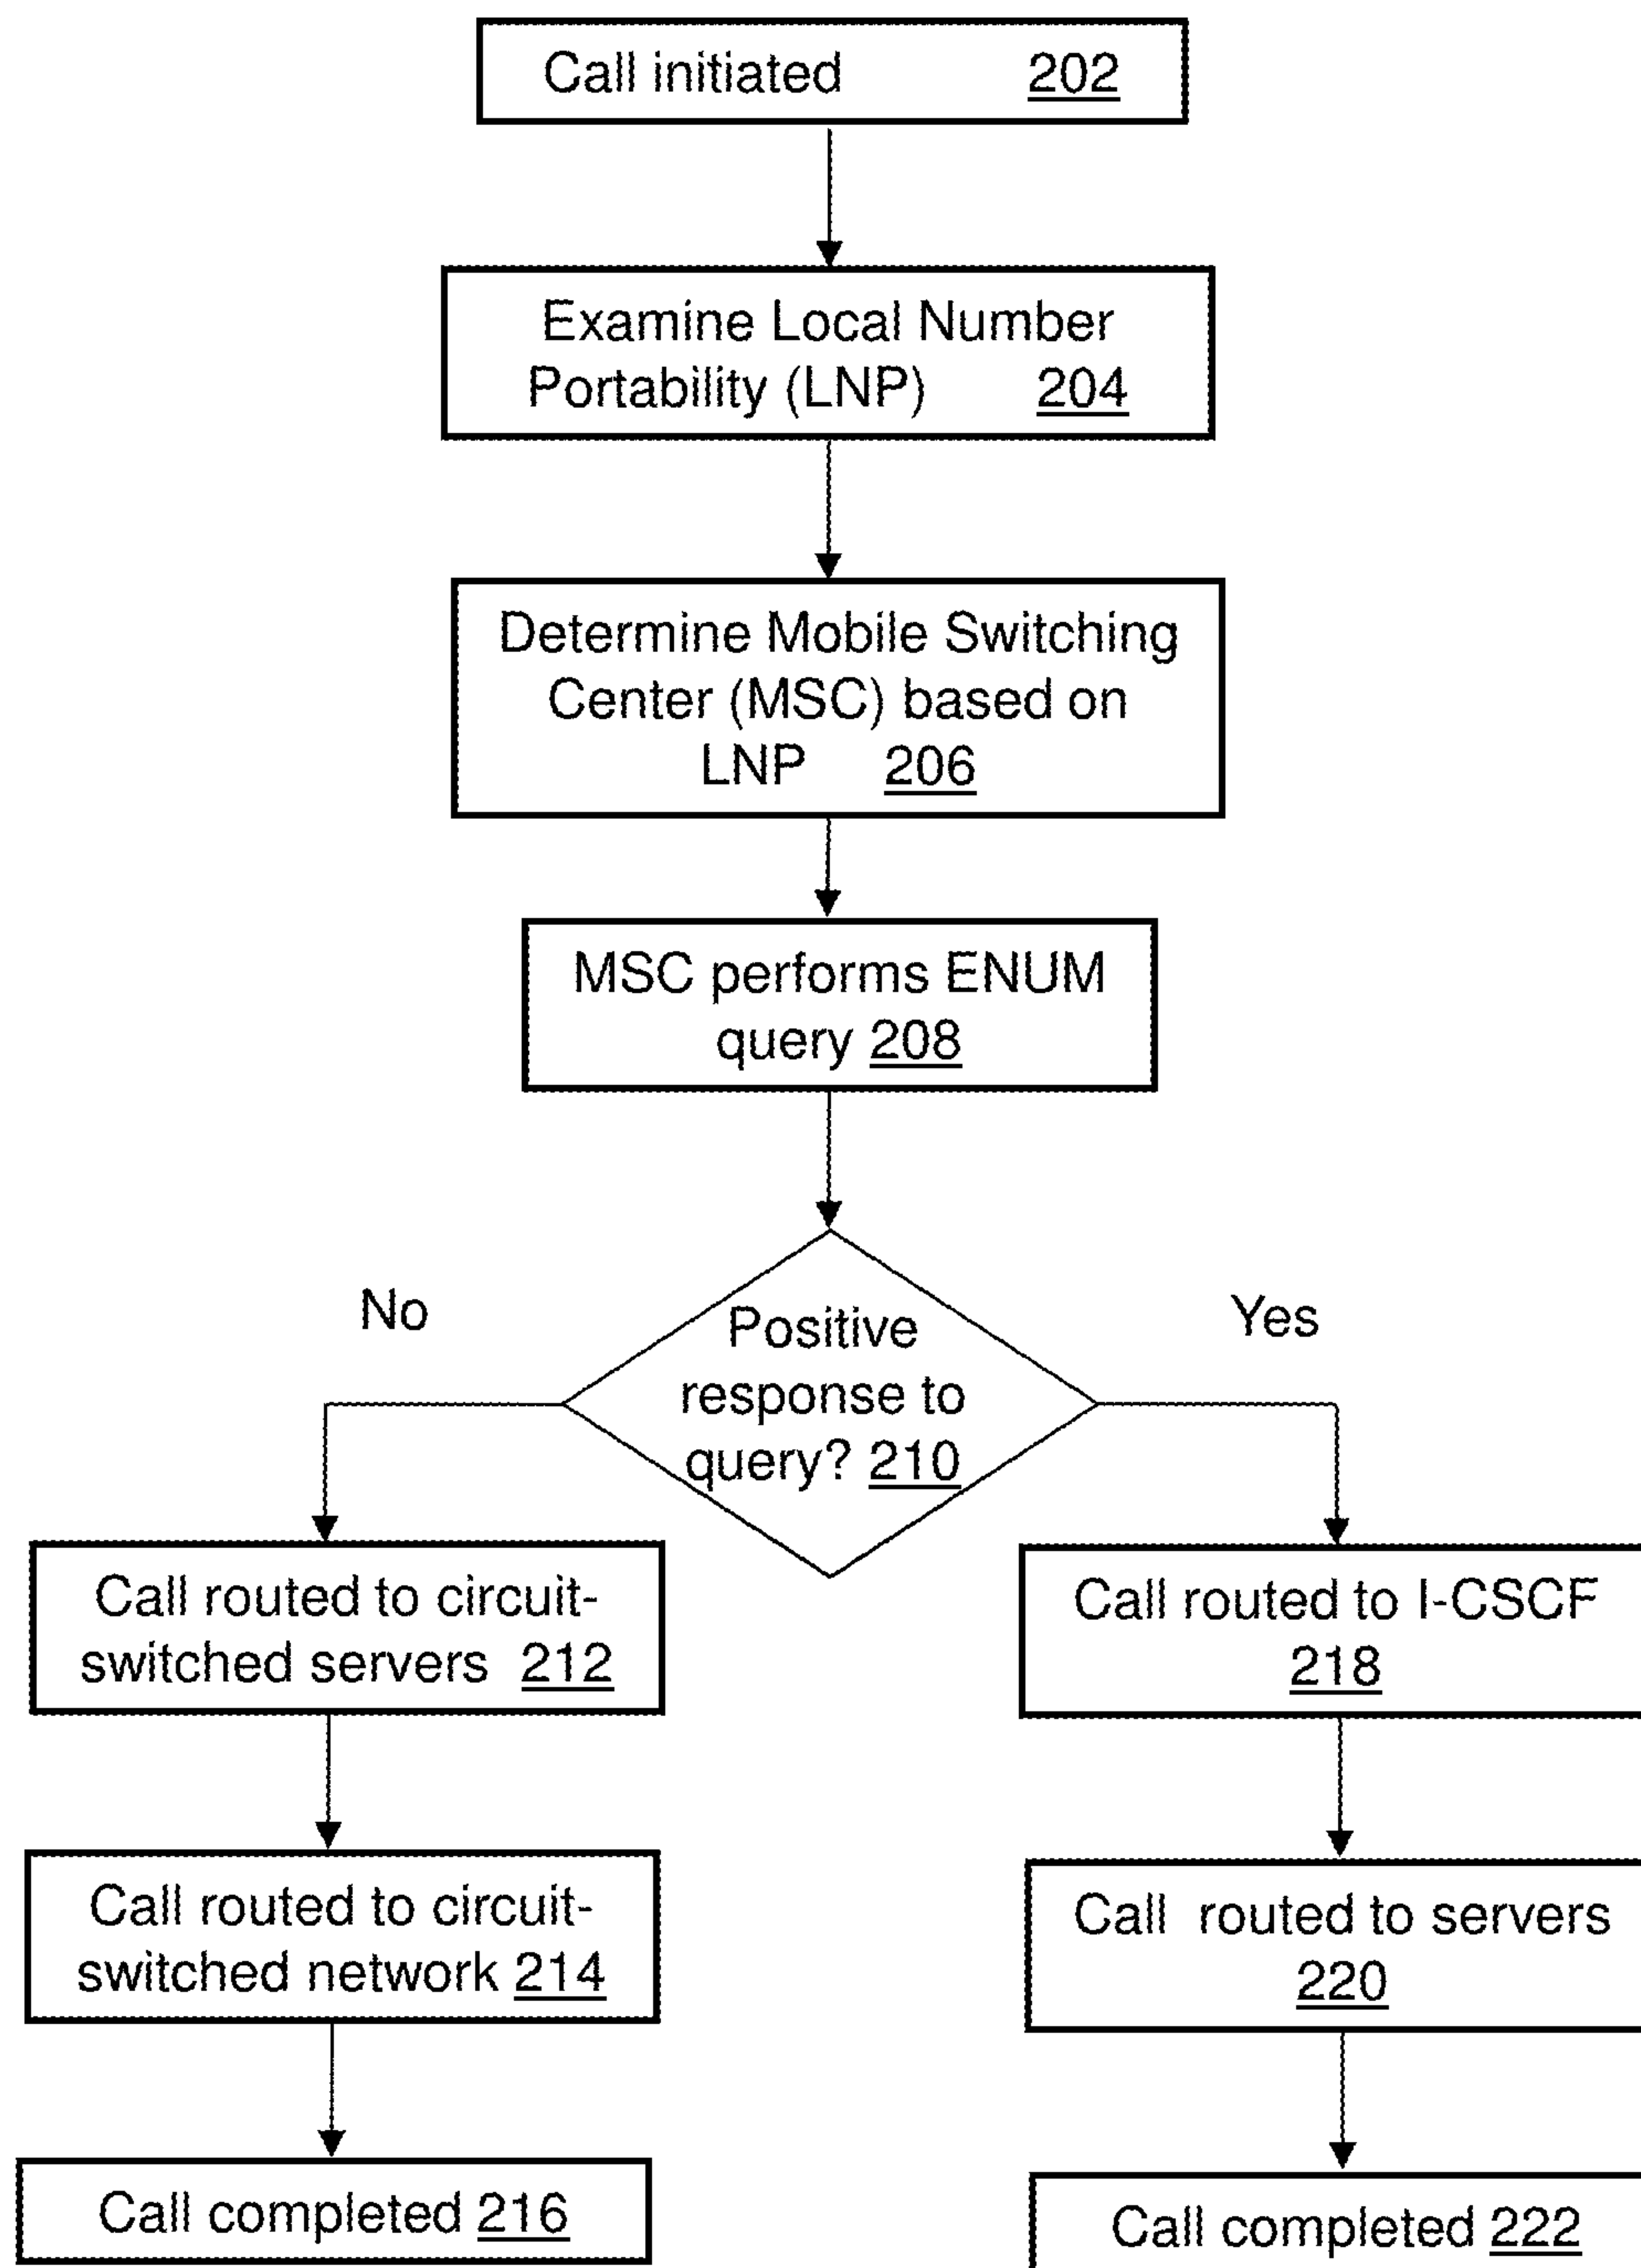 Call initiated 202
Examine Local Number
Portability (LNP) 204
Determine Mobile Switching
Center (MSC) based on
LNP 206
MSC performs ENUM
query 208
No
Yes
Positive
response to
query? 210
Call routed to circuit-
switched servers 212
Call routed to circuit-
switched network 214
Call completed 216
Call routed to I-CSCF
218
Call routed to servers
220
Call completed 222